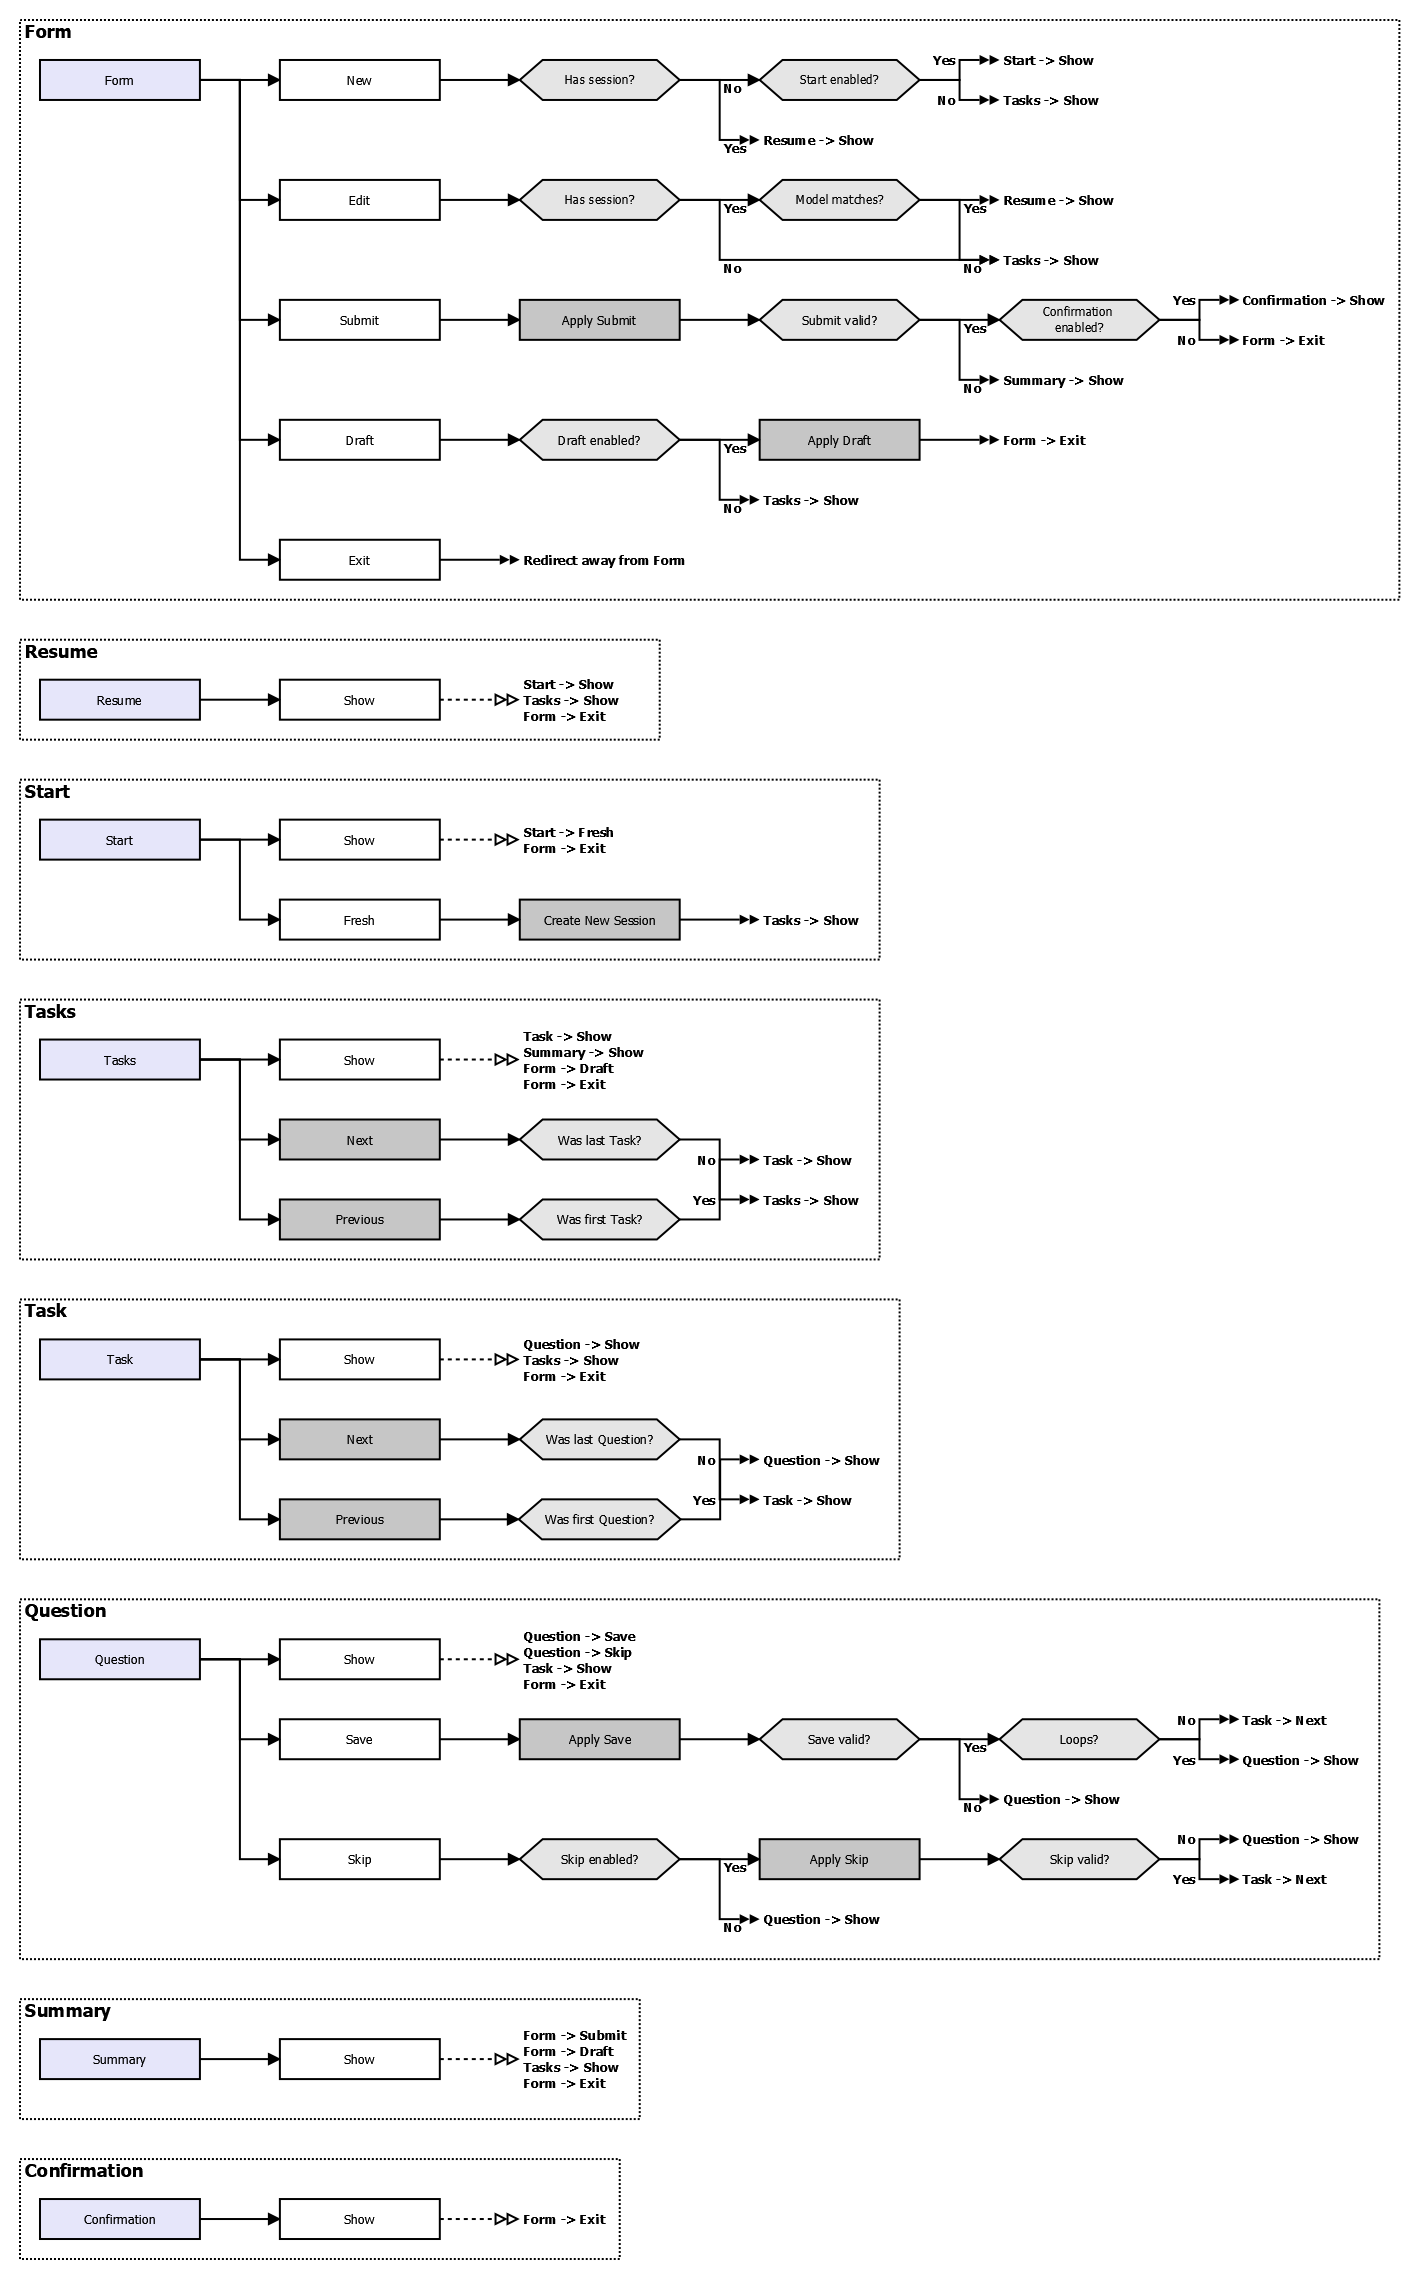 Form
Form
New
Has session?
No
Yes
Start enabled?
Yes
Start -> Show
No
Tasks -> Show
Resume -> Show
Edit
Has session?
Yes
No
Model matches?
Yes
Resume -> Show
No
Tasks -> Show
Submit
Apply Submit
Submit valid?
Yes
No
Confirmation
enabled?
Yes
Confirmation -> Show
No
Form -> Exit
Summary -> Show
Draft
Draft enabled?
Yes
Apply Draft
Form -> Exit
No
Tasks -> Show
Exit
Redirect away from Form
Resume
Resume
Show
Start -> Show
Tasks -> Show
Form -> Exit
Start
Start
Show
Start -> Fresh
Form -> Exit
Fresh
Create New Session
Tasks -> Show
Tasks
Tasks
Show
Task -> Show
Summary -> Show
Form -> Draft
Form -> Exit
Next
Was last Task?
No
Task -> Show
Yes
Tasks -> Show
Previous
Was first Task?
Task
Task
Show
Question -> Show
Tasks -> Show
Form -> Exit
Next
Was last Question?
No
Question -> Show
Yes
Task -> Show
Previous
Was first Question?
Question
Question
Show
Question -> Save
Question -> Skip
Task -> Show
Form -> Exit
Save
Apply Save
Save valid?
Yes
Loops?
No
Task -> Next
Yes
Question -> Show
No
Question -> Show
Skip
Skip enabled?
Yes
Apply Skip
Skip valid?
No
Question -> Show
Yes
Task -> Next
No
Question -> Show
Summary
Summary
Show
Form -> Submit
Form -> Draft
Tasks -> Show
Form -> Exit
Confirmation
Confirmation
Show
Form -> Exit